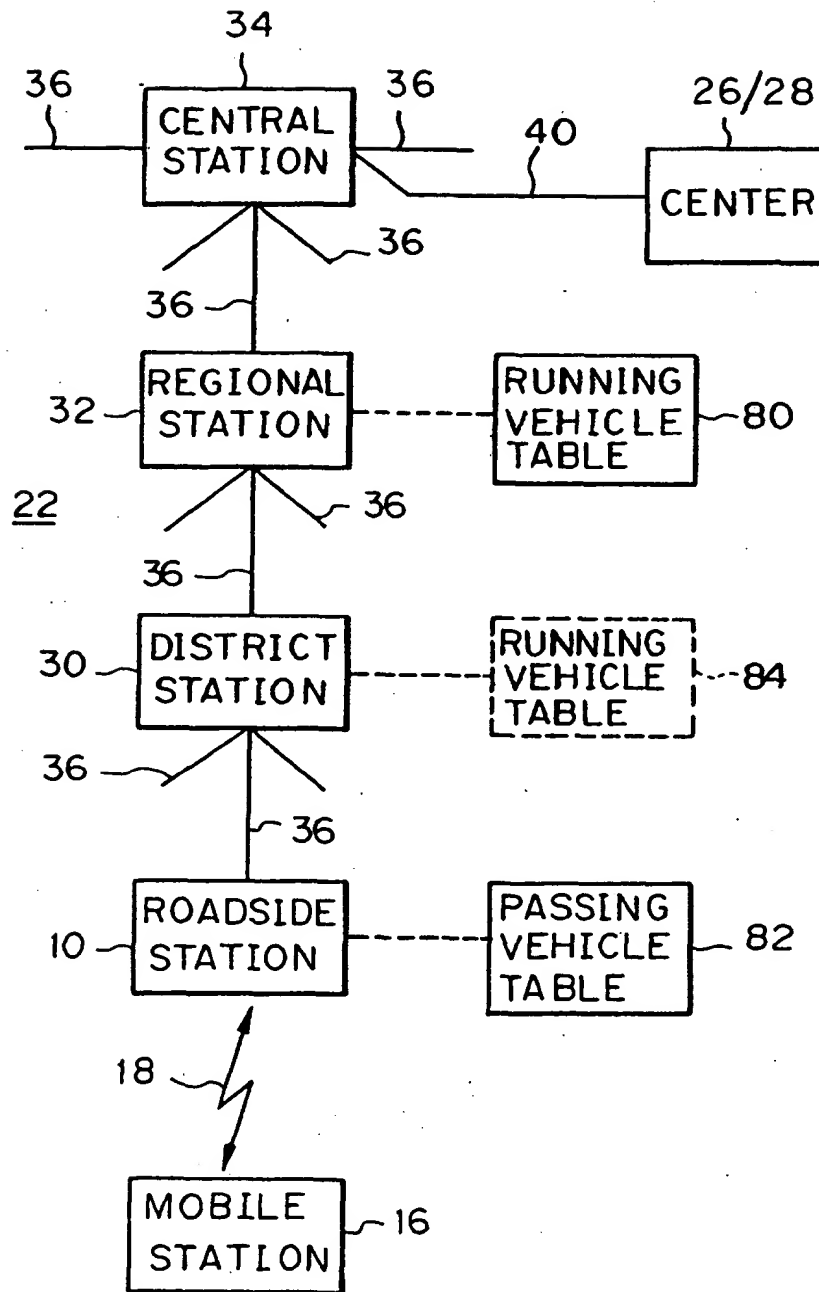 34
36
36
26/28
CENTRAL
STATION
40
CENTER
36
36
REGIONAL
STATION
32
RUNNING
VEHICLE
TABLE
80
22
36
36
DISTRICT
STATION
30
RUNNING
VEHICLE
TABLE
84
36
36
ROADSIDE
STATION
10
PASSING
VEHICLE
TABLE
82
18
MOBILE
STATION
16